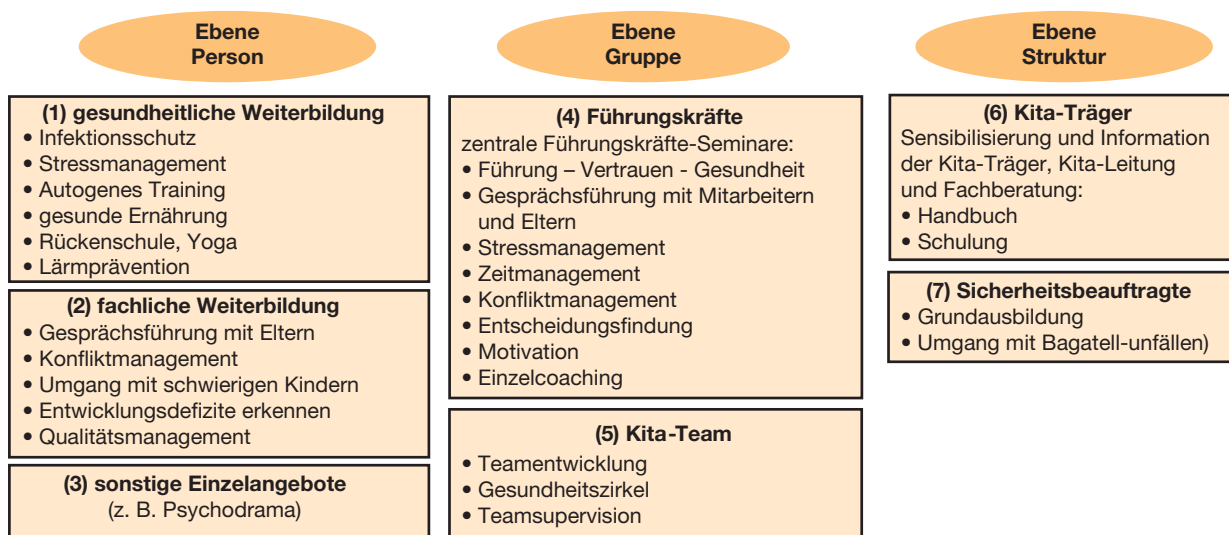 Ebene
Person
(1) gesundheitliche Weiterbildung
• Infektionsschutz
• Stressmanagement
• Autogenes Training
• gesunde Ernährung
• Rückenschule, Yoga
• Lärmprävention
(2) fachliche Weiterbildung
• Gesprächsführung mit Eltern
• Konfliktmanagement
• Umgang mit schwierigen Kindern
• Entwicklungsdefizite erkennen
• Qualitätsmanagement
(3) sonstige Einzelangebote
(z. B. Psychodrama)
Ebene
Gruppe
(4) Führungskräfte
zentrale Führungskräfte-Seminare:
• Führung – Vertrauen - Gesundheit
• Gesprächsführung mit Mitarbeitern
und Eltern
• Stressmanagement
• Zeitmanagement
• Konfliktmanagement
• Entscheidungsfindung
• Motivation
• Einzelcoaching
(5) Kita-Team
• Teamentwicklung
• Gesundheitszirkel
• Teamsupervision
Ebene
Struktur
(6) Kita-Träger
Sensibilisierung und Information
der Kita-Träger, Kita-Leitung
und Fachberatung:
• Handbuch
• Schulung
(7) Sicherheitsbeauftragte
• Grundausbildung
• Umgang mit Bagatell-unfällen)